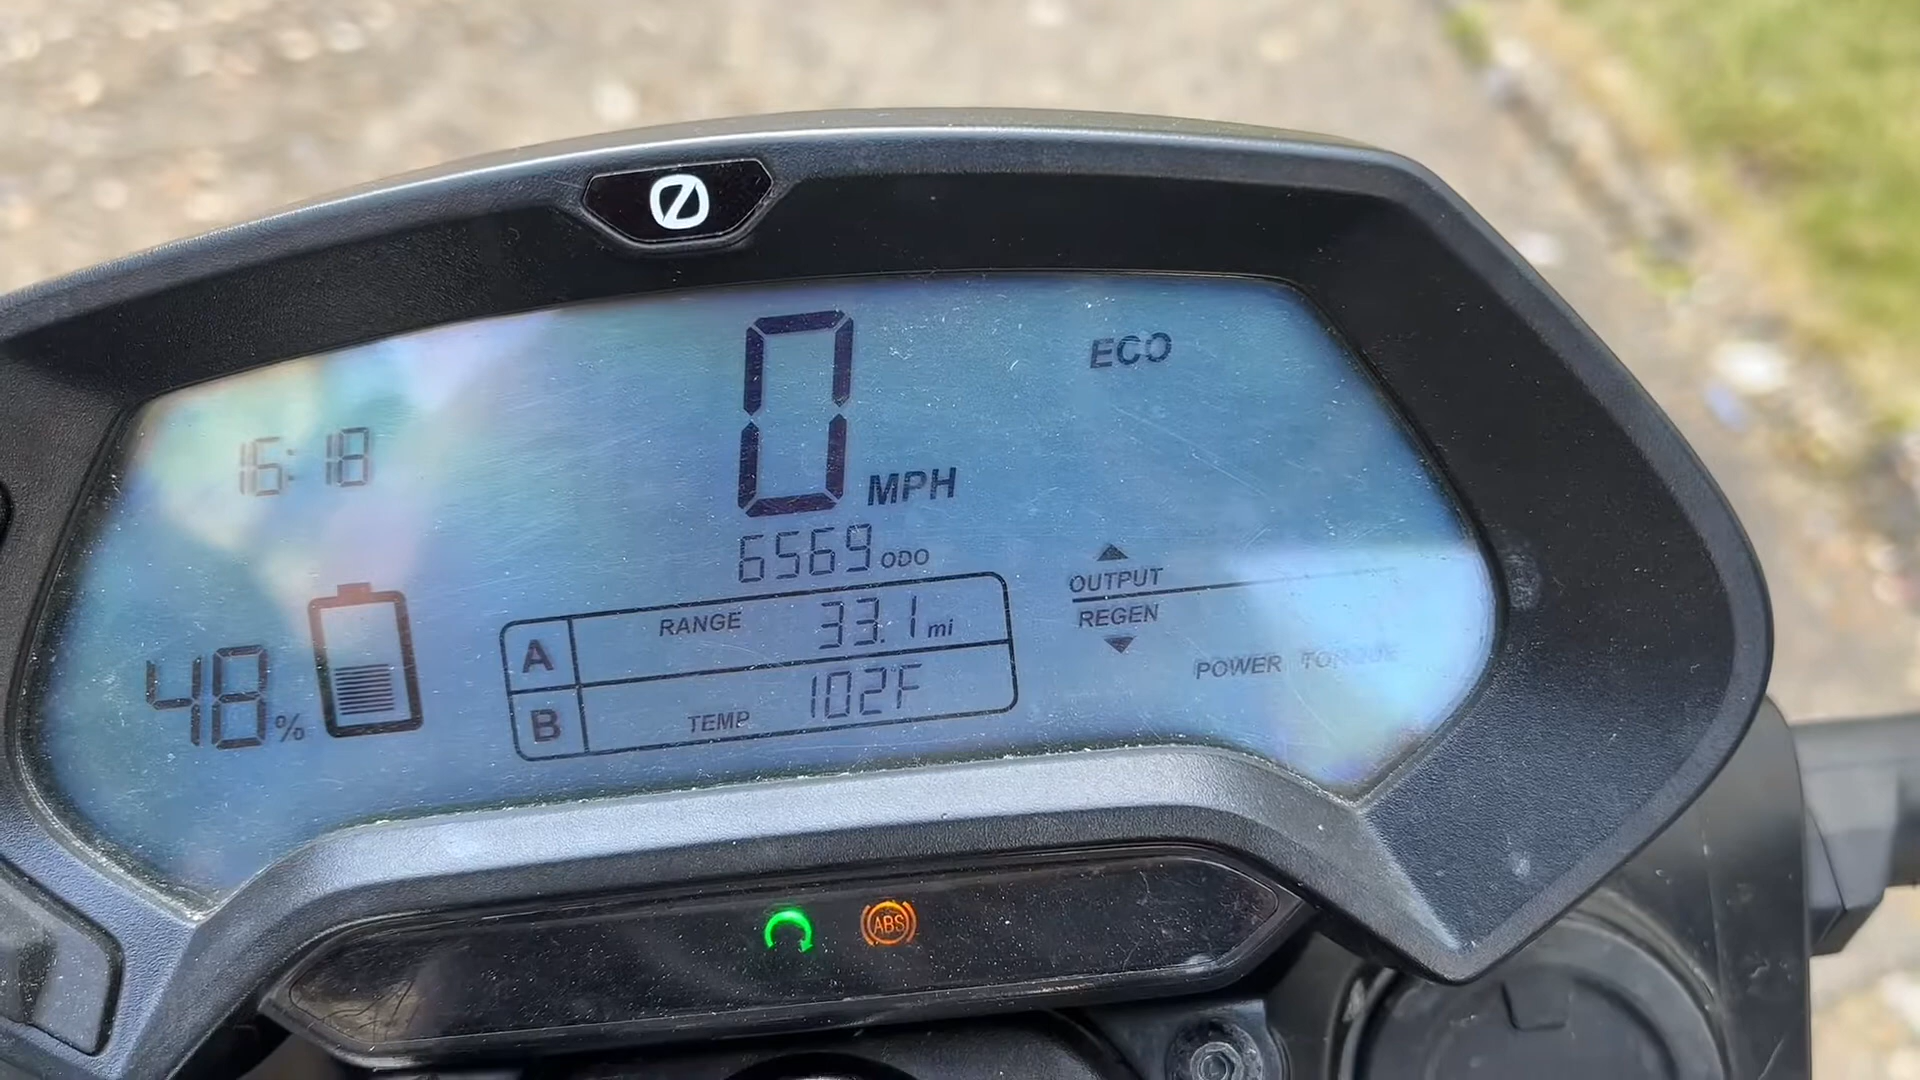 ECO
16:18
0 MPH
6569 ODO
A RANGE 33.1 mi
B TEMP 102F
48 %
OUTPUT
REGEN
POWER TORQUE
ABS